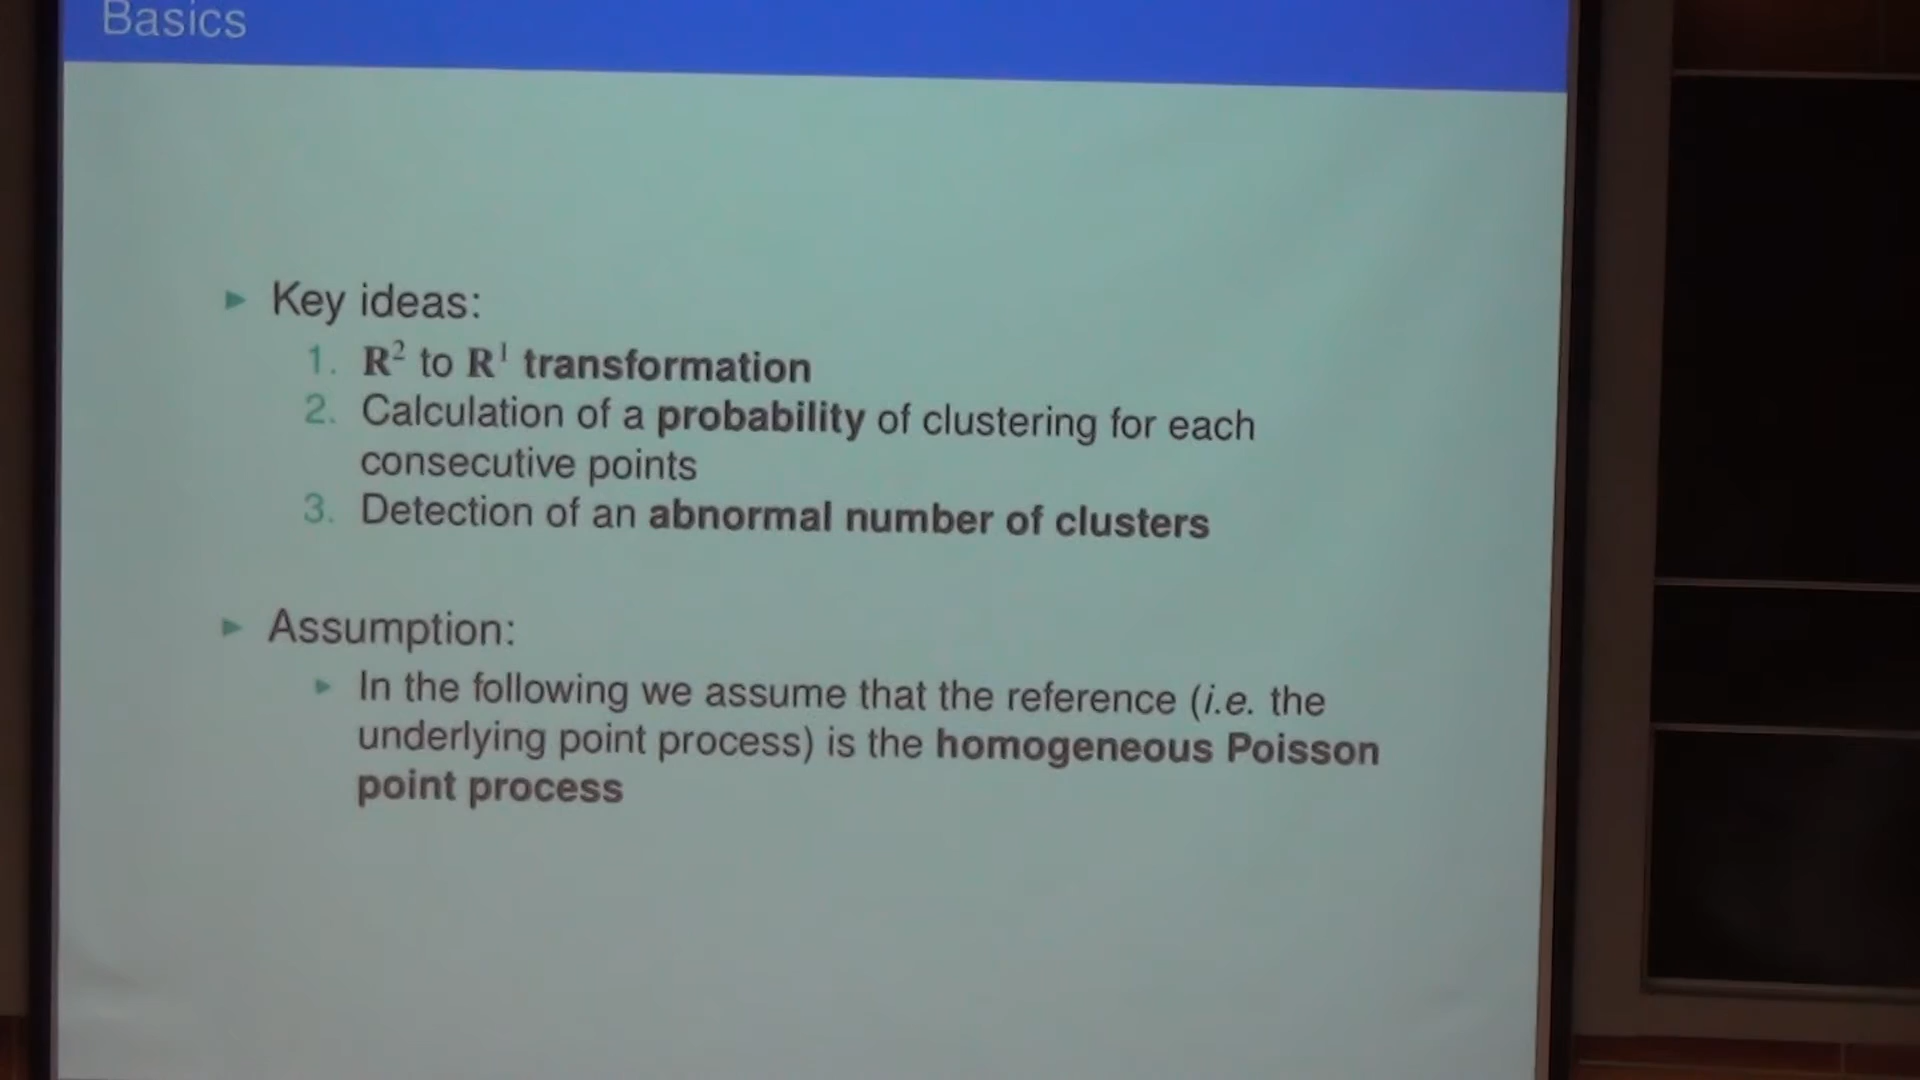 Basics
► Key ideas:
1. R² to R¹ transformation
2. Calculation of a probability of clustering for each
consecutive points
3. Detection of an abnormal number of clusters
► Assumption:
► In the following we assume that the reference (i.e. the
underlying point process) is the homogeneous Poisson
point process